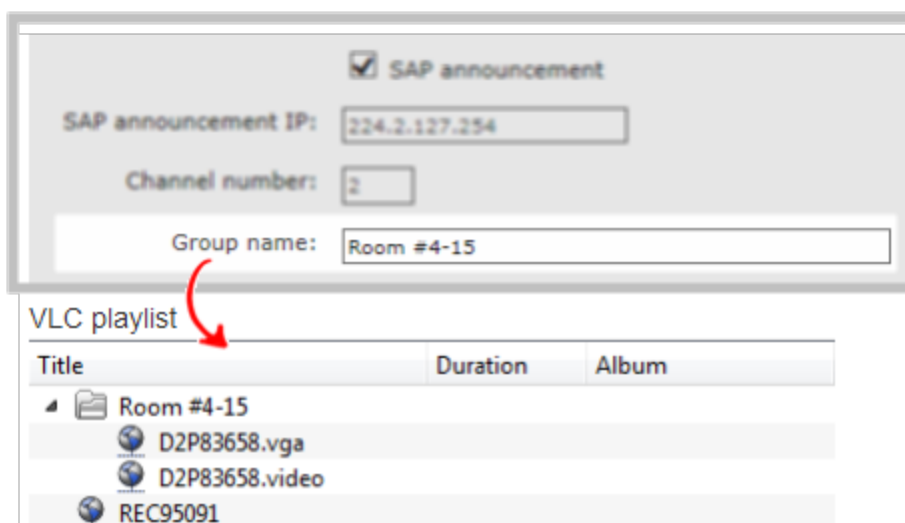 SAP announcement
SAP announcement IP: 224.2.127.254
Channel number: 2
Group name: Room #4-15
VLC playlist
Title Duration Album
Room #4-15
D2P83658.vga
D2P83658.video
REC95091